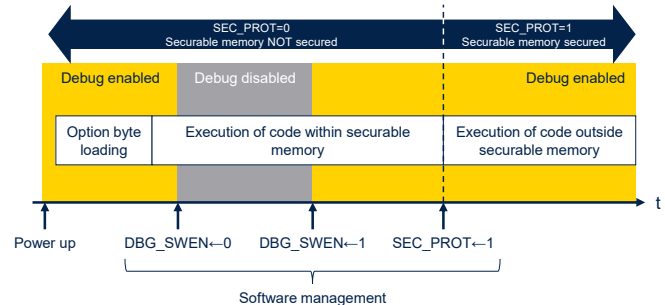 SEC_PROT=0
Securable memory NOT secured
SEC_PROT=1
Securable memory secured
Debug enabled
Debug disabled
Debug enabled
Option byte
loading
Execution of code within securable
memory
Execution of code outside
securable memory
t
Power up
DBG_SWEN←0
DBG_SWEN←1
SEC_PROT←1
Software management